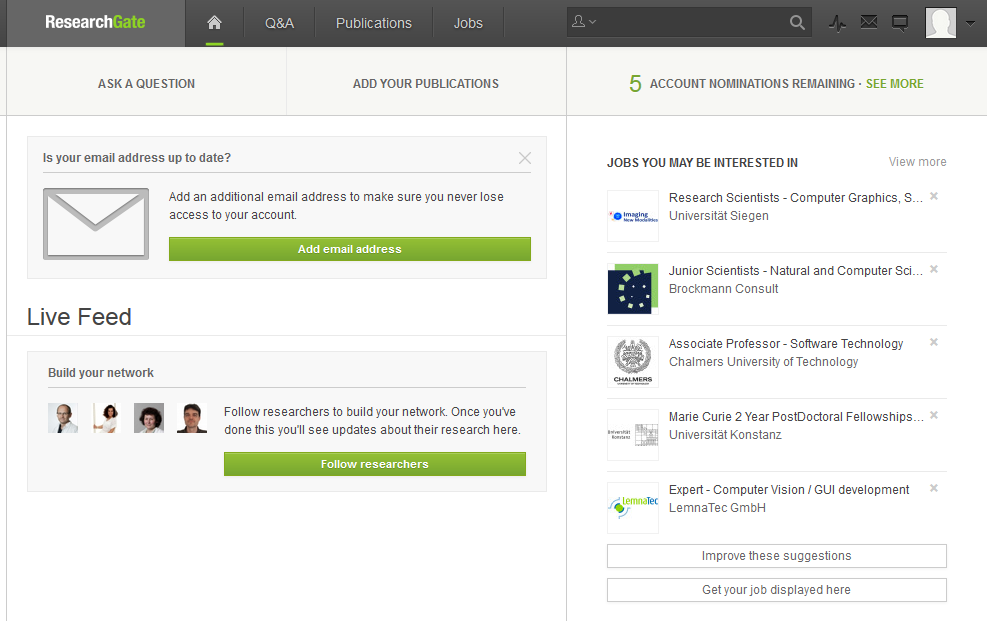 ResearchGate
Q&A
Publications
Jobs
ASK A QUESTION
ADD YOUR PUBLICATIONS
5 ACCOUNT NOMINATIONS REMAINING · SEE MORE
Is your email address up to date?
Add an additional email address to make sure you never lose
access to your account.
Add email address
Live Feed
Build your network
Follow researchers to build your network. Once you've
done this you'll see updates about their research here.
Follow researchers
JOBS YOU MAY BE INTERESTED IN
View more
Imaging
New Modalities
Research Scientists - Computer Graphics, S...
Universität Siegen
Junior Scientists - Natural and Computer Sci...
Brockmann Consult
CHALMERS
Associate Professor - Software Technology
Chalmers University of Technology
Universität
Konstanz
Marie Curie 2 Year PostDoctoral Fellowships...
Universität Konstanz
LemnaTec
Expert - Computer Vision / GUI development
LemnaTec GmbH
Improve these suggestions
Get your job displayed here